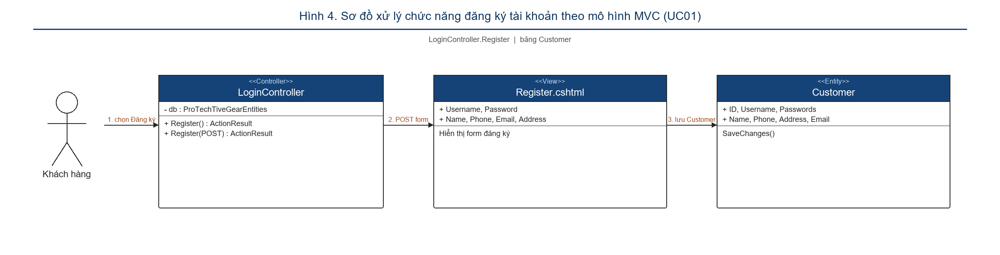 Hình 4. Sơ đồ xử lý chức năng đăng ký tài khoản theo mô hình MVC (UC01)
LoginController.Register | bảng Customer
Khách hàng
1. chọn Đăng ký
<<Controller>>
LoginController
- db : ProTechTiveGearEntities
+ Register() : ActionResult
+ Register(POST) : ActionResult
2. POST form
<<View>>
Register.cshtml
+ Username, Password
+ Name, Phone, Email, Address
Hiển thị form đăng ký
3. lưu Customer
<<Entity>>
Customer
+ ID, Username, Passwords
+ Name, Phone, Address, Email
SaveChanges()